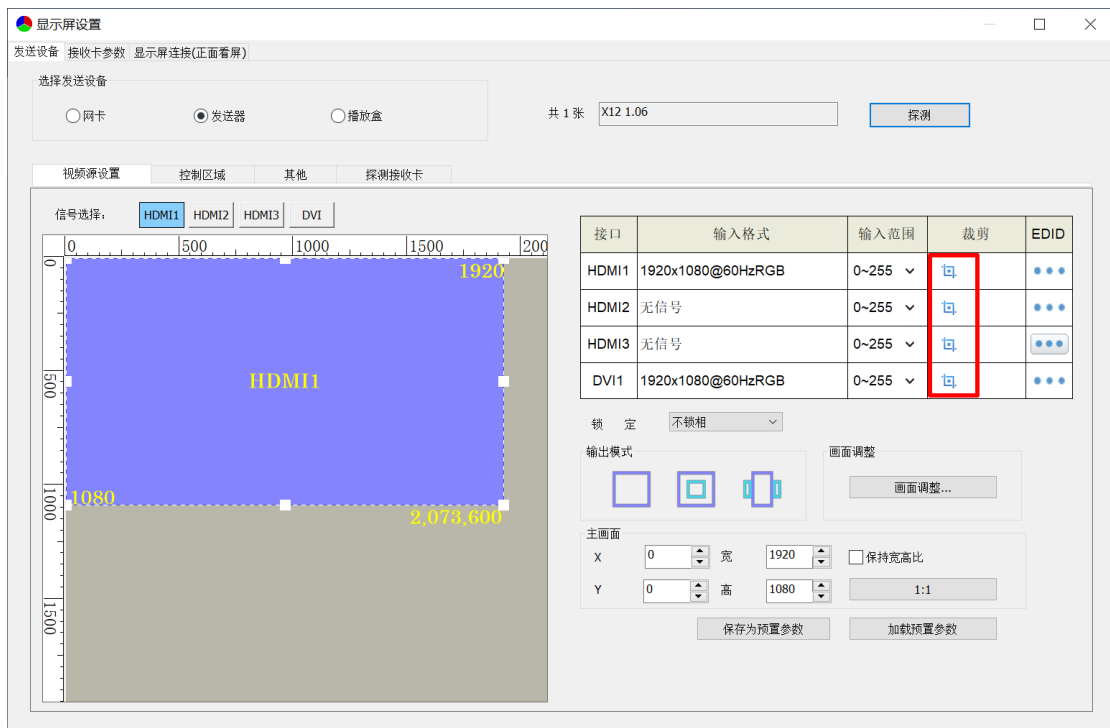 显示屏设置
发送设备 接收卡参数 显示屏连接(正面看屏)
选择发送设备
网卡 发送器 播放盒
共 1 张 X12 1.06 探测
视频源设置 控制区域 其他 探测接收卡
信号选择: HDMI1 HDMI2 HDMI3 DVI
0 500 1000 1500 200
0
500
1000
1500
1920
HDMI1
1080
2,073,600
接口 输入格式 输入范围 裁剪 EDID
HDMI1 1920x1080@60HzRGB 0~255
HDMI2 无信号 0~255
HDMI3 无信号 0~255
DVI1 1920x1080@60HzRGB 0~255
锁 定 不锁相
输出模式
画面调整
画面调整...
主画面
X 0 宽 1920 保持宽高比
Y 0 高 1080 1:1
保存为预置参数 加载预置参数